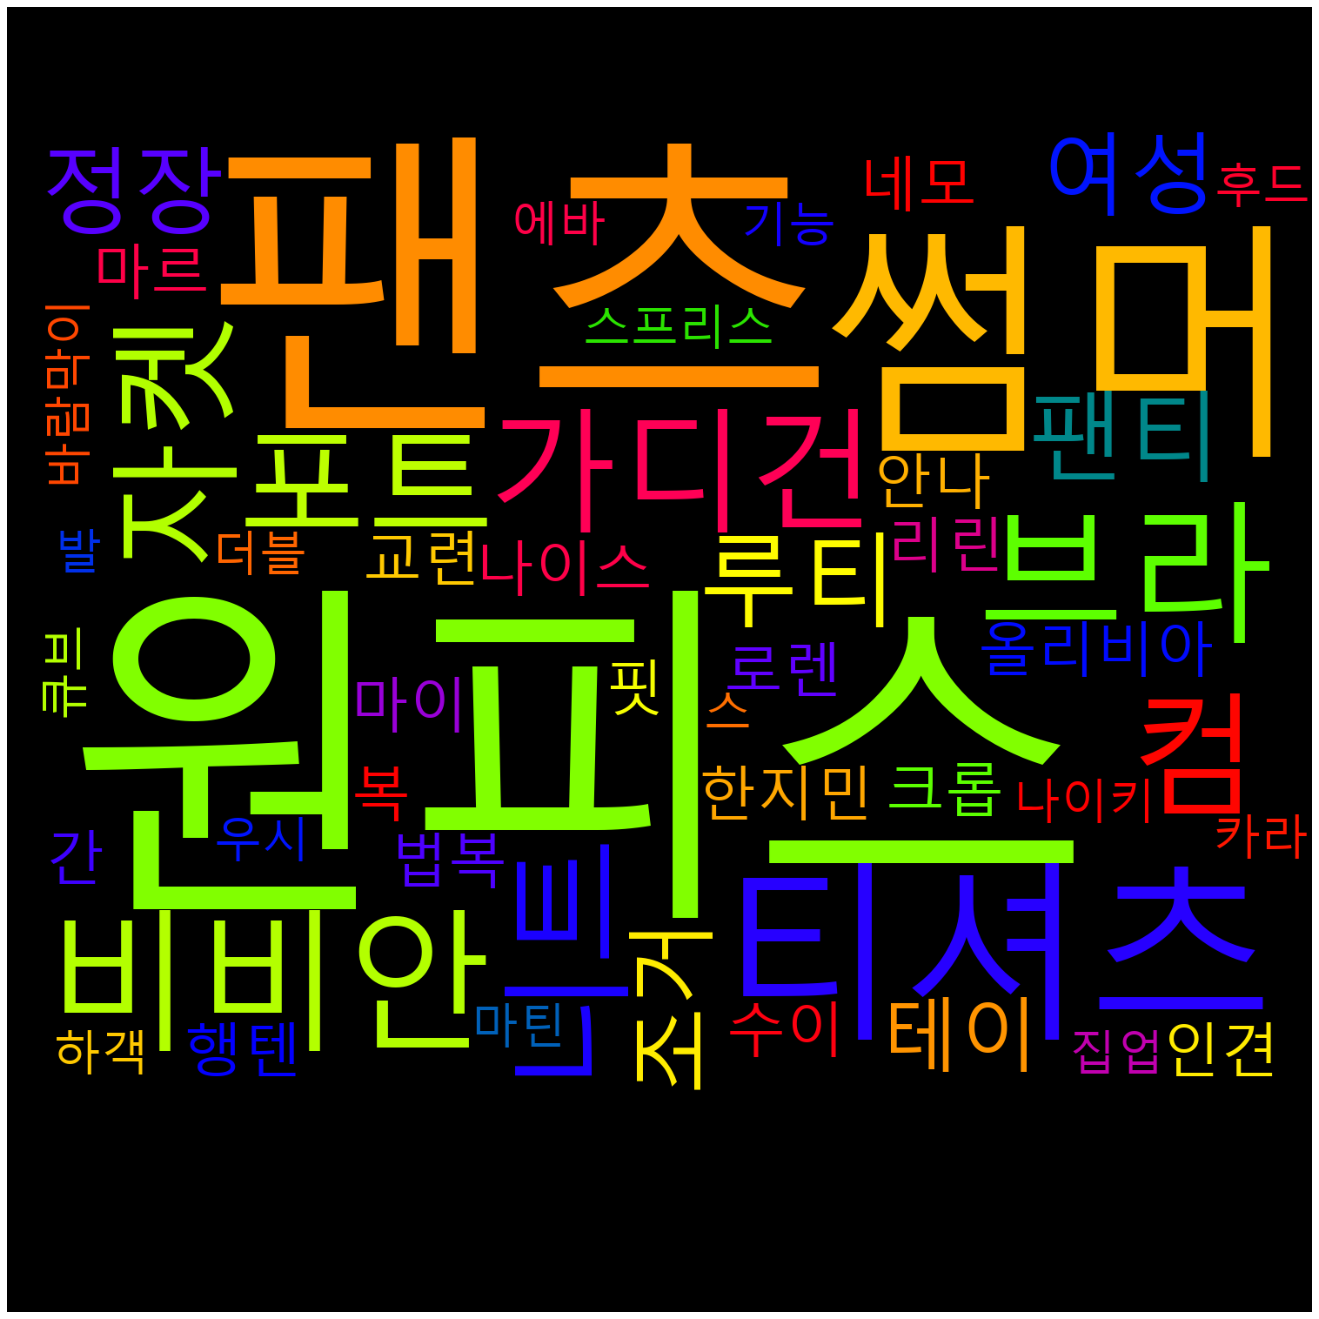 정장
팬츠
에바
기능
네모
여성
후드
마르
썸머
스프리스
바람막이
자켓
포트
가디건
안나
팬티
발
더블
교련
나이스
루티
리린
브라
큐비
원피스
마이
핏
로렌
스
올리비아
컴
복
한지민
크롭
나이키
카라
간
우시
법복
비비안
튼
조거
티셔츠
하객
행텐
마틴
수이
테이
집업
인견